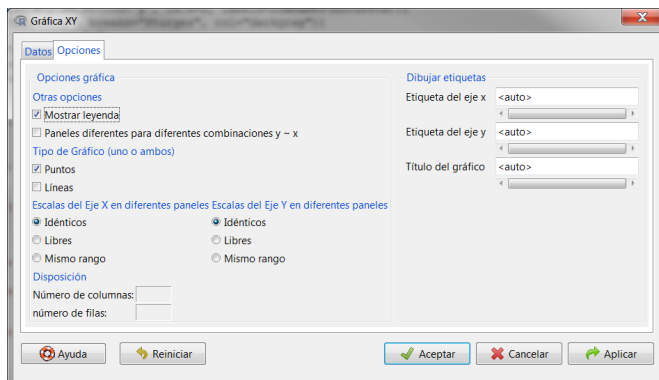 Gráfica XY
Datos Opciones
Opciones gráfica
Otras opciones
Mostrar leyenda
Paneles diferentes para diferentes combinaciones y ~ x
Tipo de Gráfico (uno o ambos)
Puntos
Líneas
Escalas del Eje X en diferentes paneles Escalas del Eje Y en diferentes paneles
Idénticos Idénticos
Libres Libres
Mismo rango Mismo rango
Disposición
Número de columnas:
número de filas:
Dibujar etiquetas
Etiqueta del eje x <auto>
Etiqueta del eje y <auto>
Título del gráfico <auto>
Ayuda Reiniciar Aceptar Cancelar Aplicar